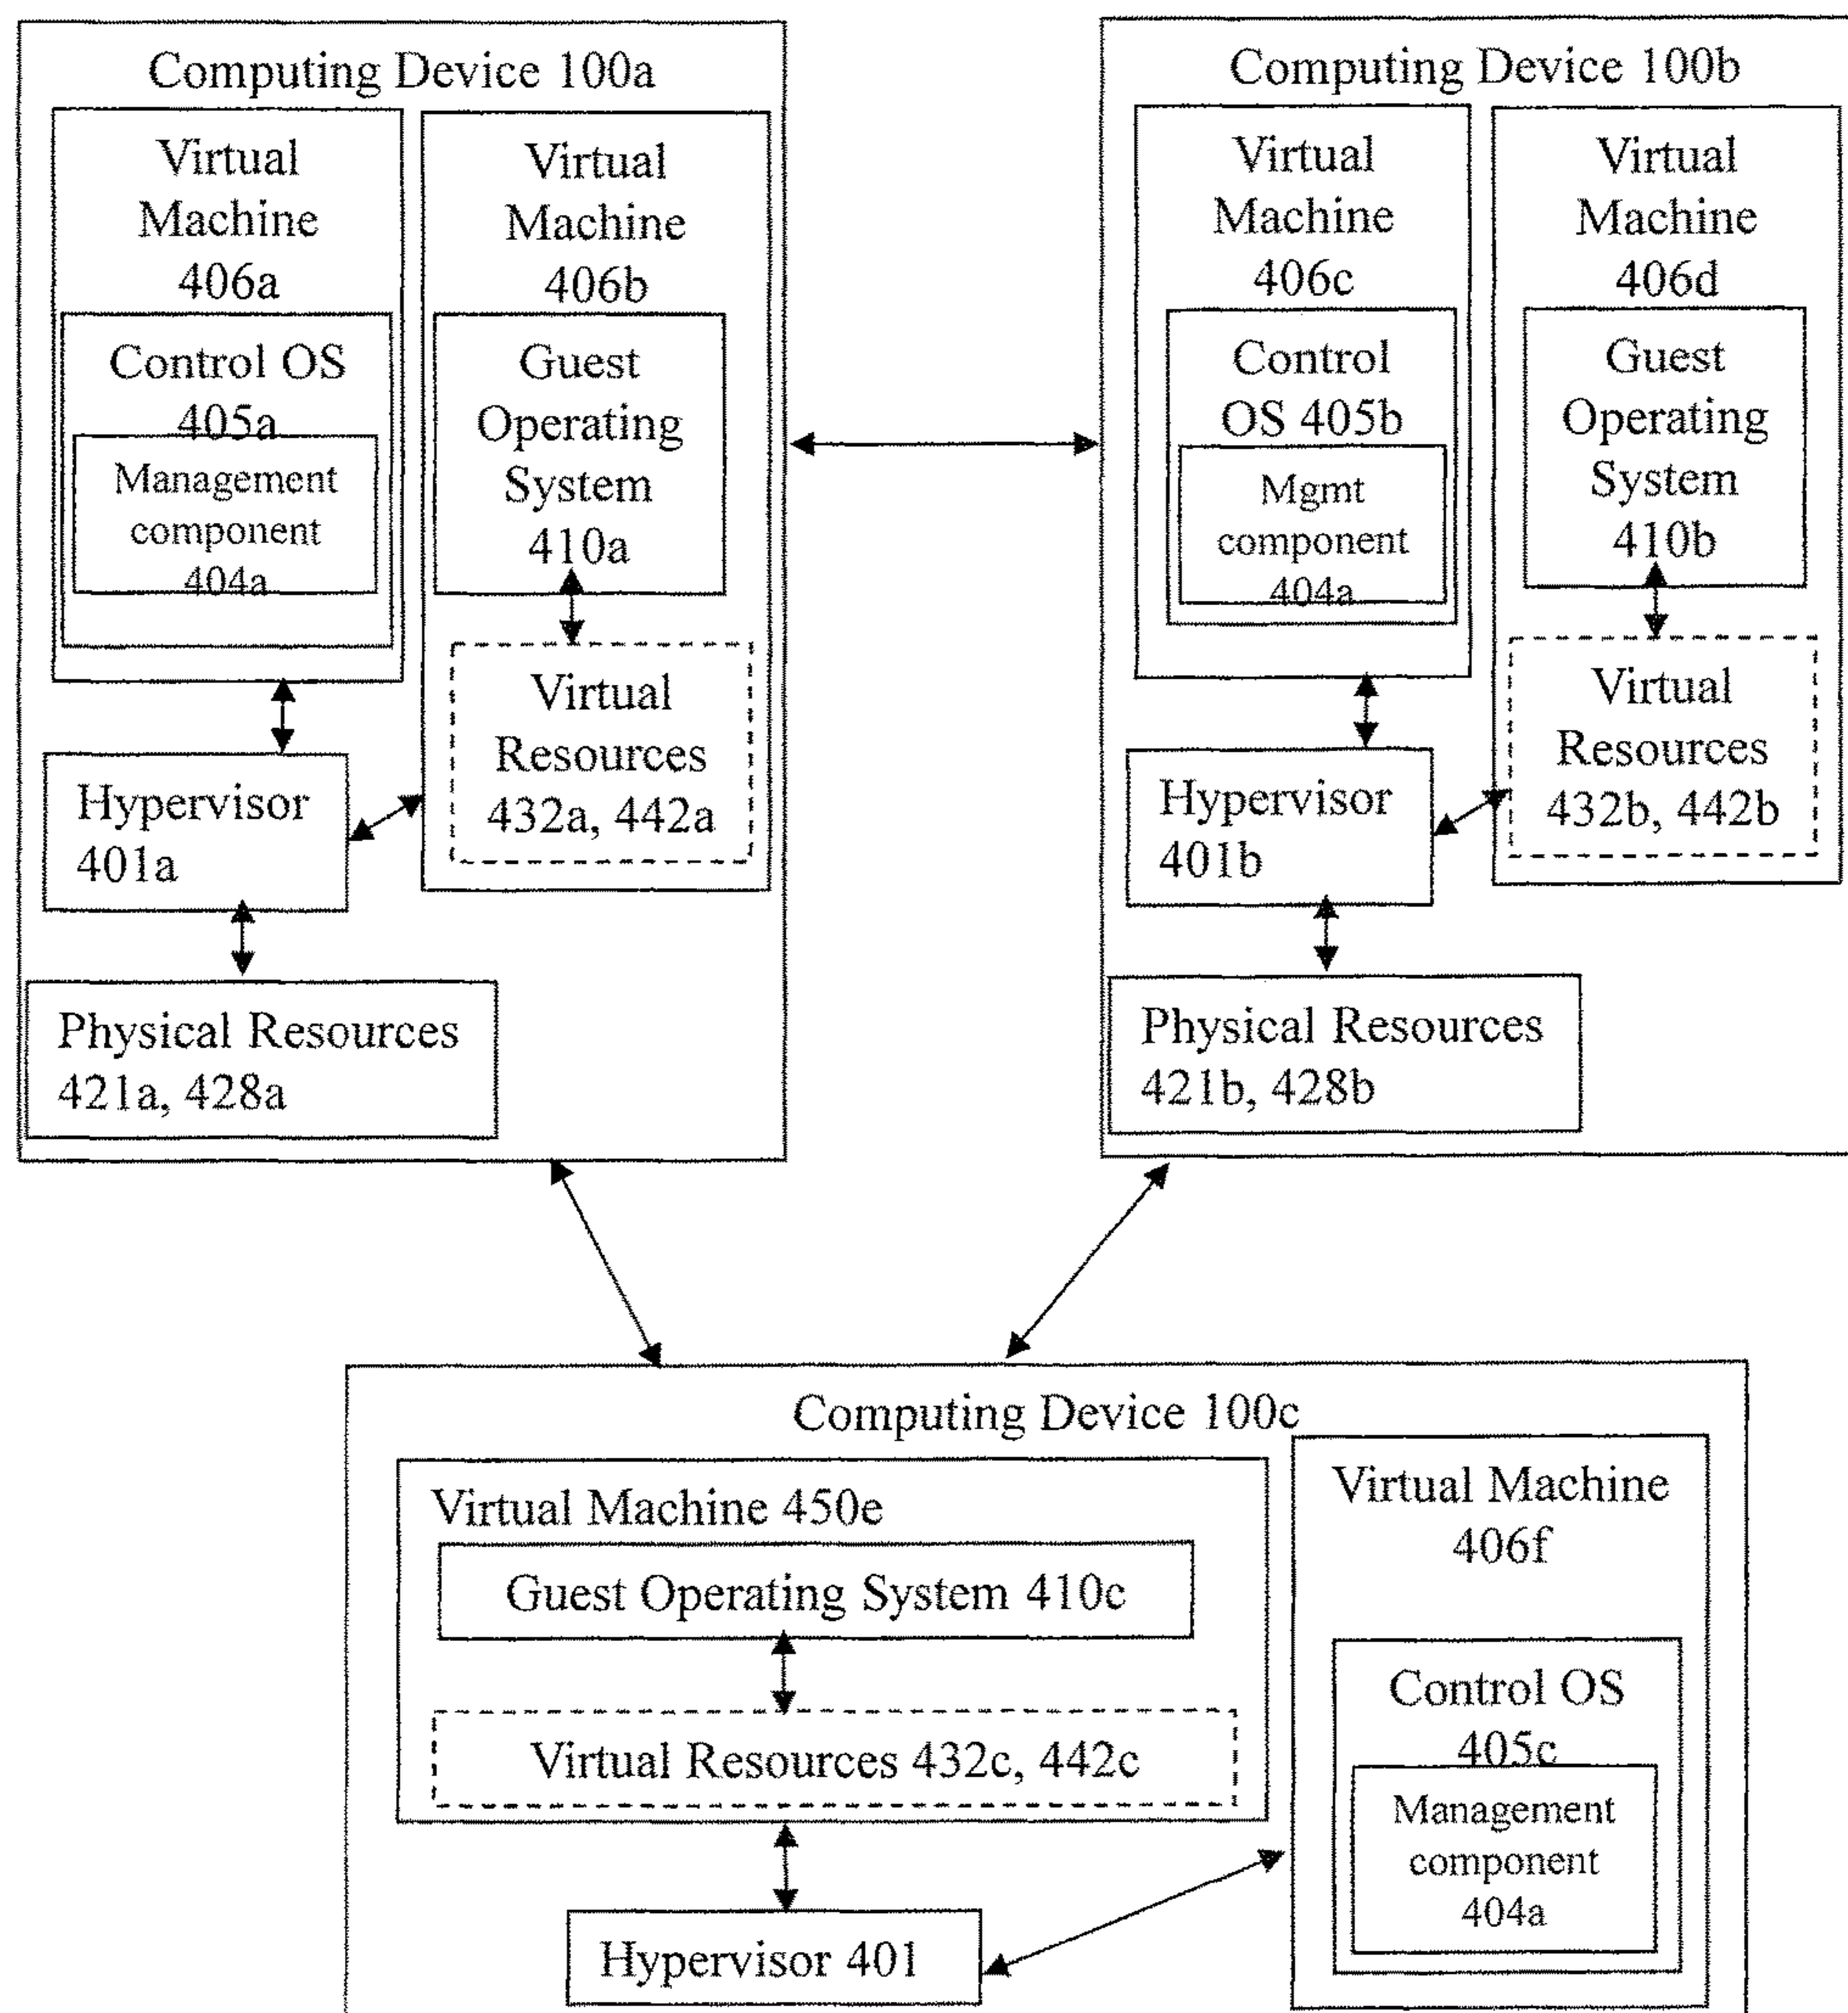 Computing Device 100a
Virtual
Machine
406a
Control OS
405a
Management
component
404a
Virtual
Machine
406b
Guest
Operating
System
410a
Virtual
Resources
432a, 442a
Hypervisor
401a
Physical Resources
421a, 428a
Computing Device 100b
Virtual
Machine
406c
Control
OS 405b
Mgmt
component
404a
Virtual
Machine
406d
Guest
Operating
System
410b
Virtual
Resources
432b, 442b
Hypervisor
401b
Physical Resources
421b, 428b
Computing Device 100c
Virtual Machine 450e
Guest Operating System 410c
Virtual Resources 432c, 442c
Hypervisor 401
Virtual Machine
406f
Control OS
405c
Management
component
404a